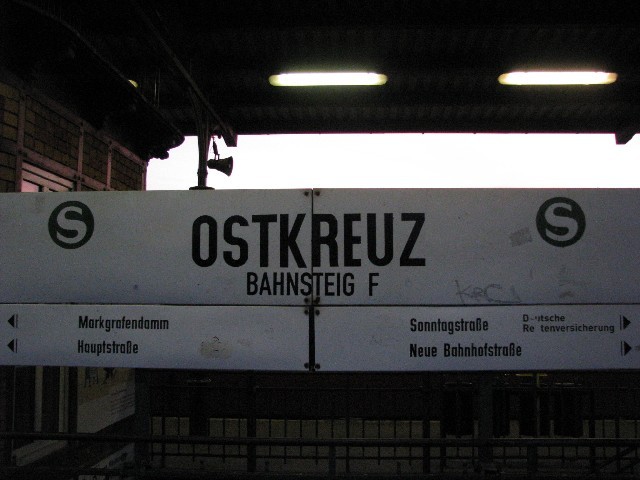 S OSTKREUZ S
BAHNSTEIG F
Markgrafendamm
Hauptstraße
Sonntagstraße
Neue Bahnhofstraße